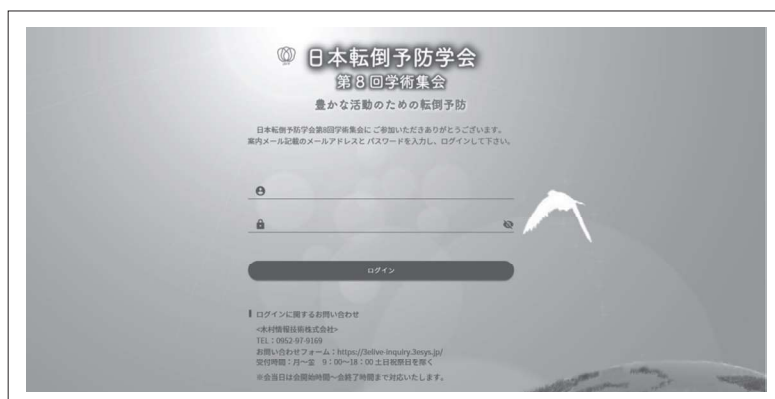 日本転倒予防学会
第8回学術集会
豊かな活動のための転倒予防
日本転倒予防学会第8回学術集会に ご参加いただきありがとうございます。
案内メール記載のメールアドレスと パスワードを入力し、ログインして下さい。
ログイン
ログインに関するお問い合わせ
<木村情報技術株式会社>
TEL：0952-97-9169
お問い合わせフォーム：https://3elive-inquiry.3esys.jp/
受付時間：月～金　9：00～18：00 土日祝祭日を除く
※会当日は会開始時間～会終了時間まで対応いたします。